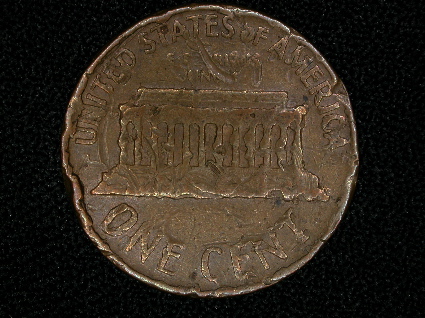 UNITED STATES OF AMERICA
ONE CENT